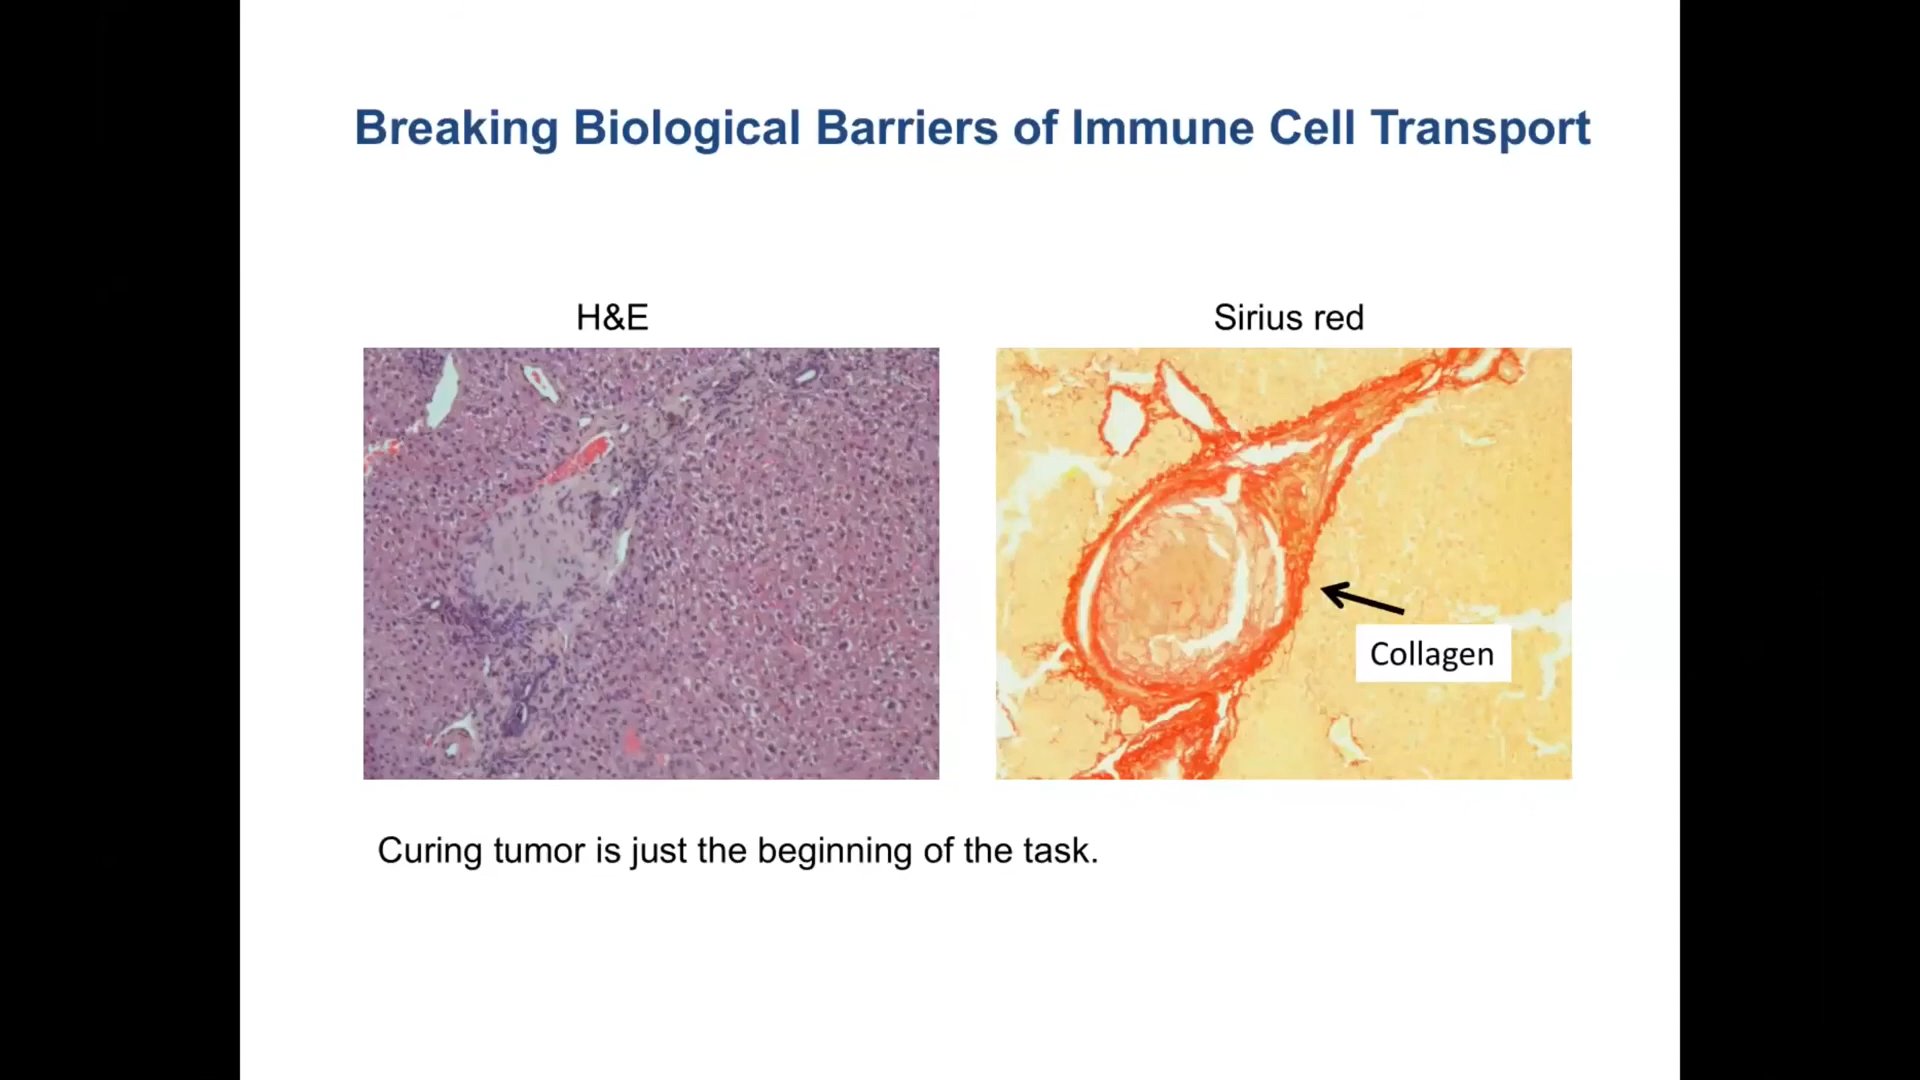 Breaking Biological Barriers of Immune Cell Transport
H&E
Sirius red
Collagen
Curing tumor is just the beginning of the task.